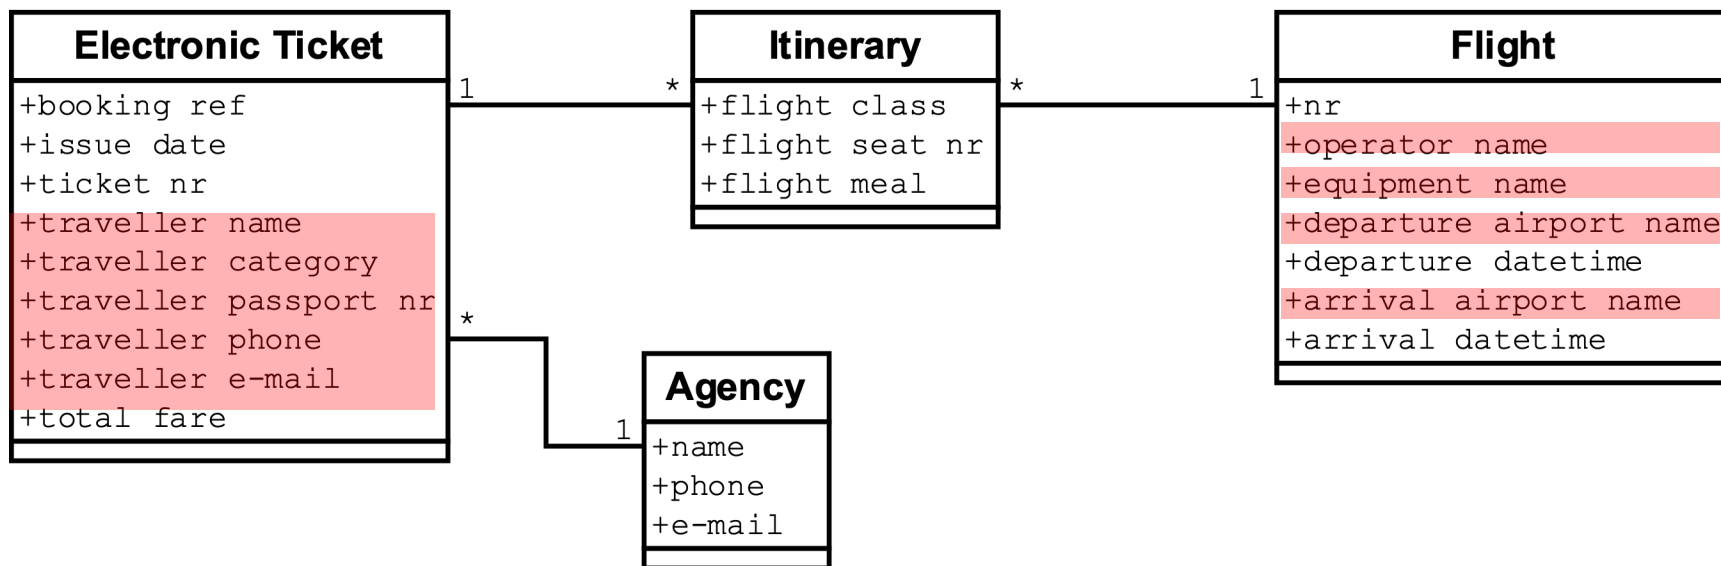 Electronic Ticket
+booking ref
+issue date
+ticket nr
+traveller name
+traveller category
+traveller passport nr
+traveller phone
+traveller e-mail
+total fare
1
*
Itinerary
+flight class
+flight seat nr
+flight meal
*
1
Flight
+nr
+operator name
+equipment name
+departure airport name
+departure datetime
+arrival airport name
+arrival datetime
*
1
Agency
+name
+phone
+e-mail